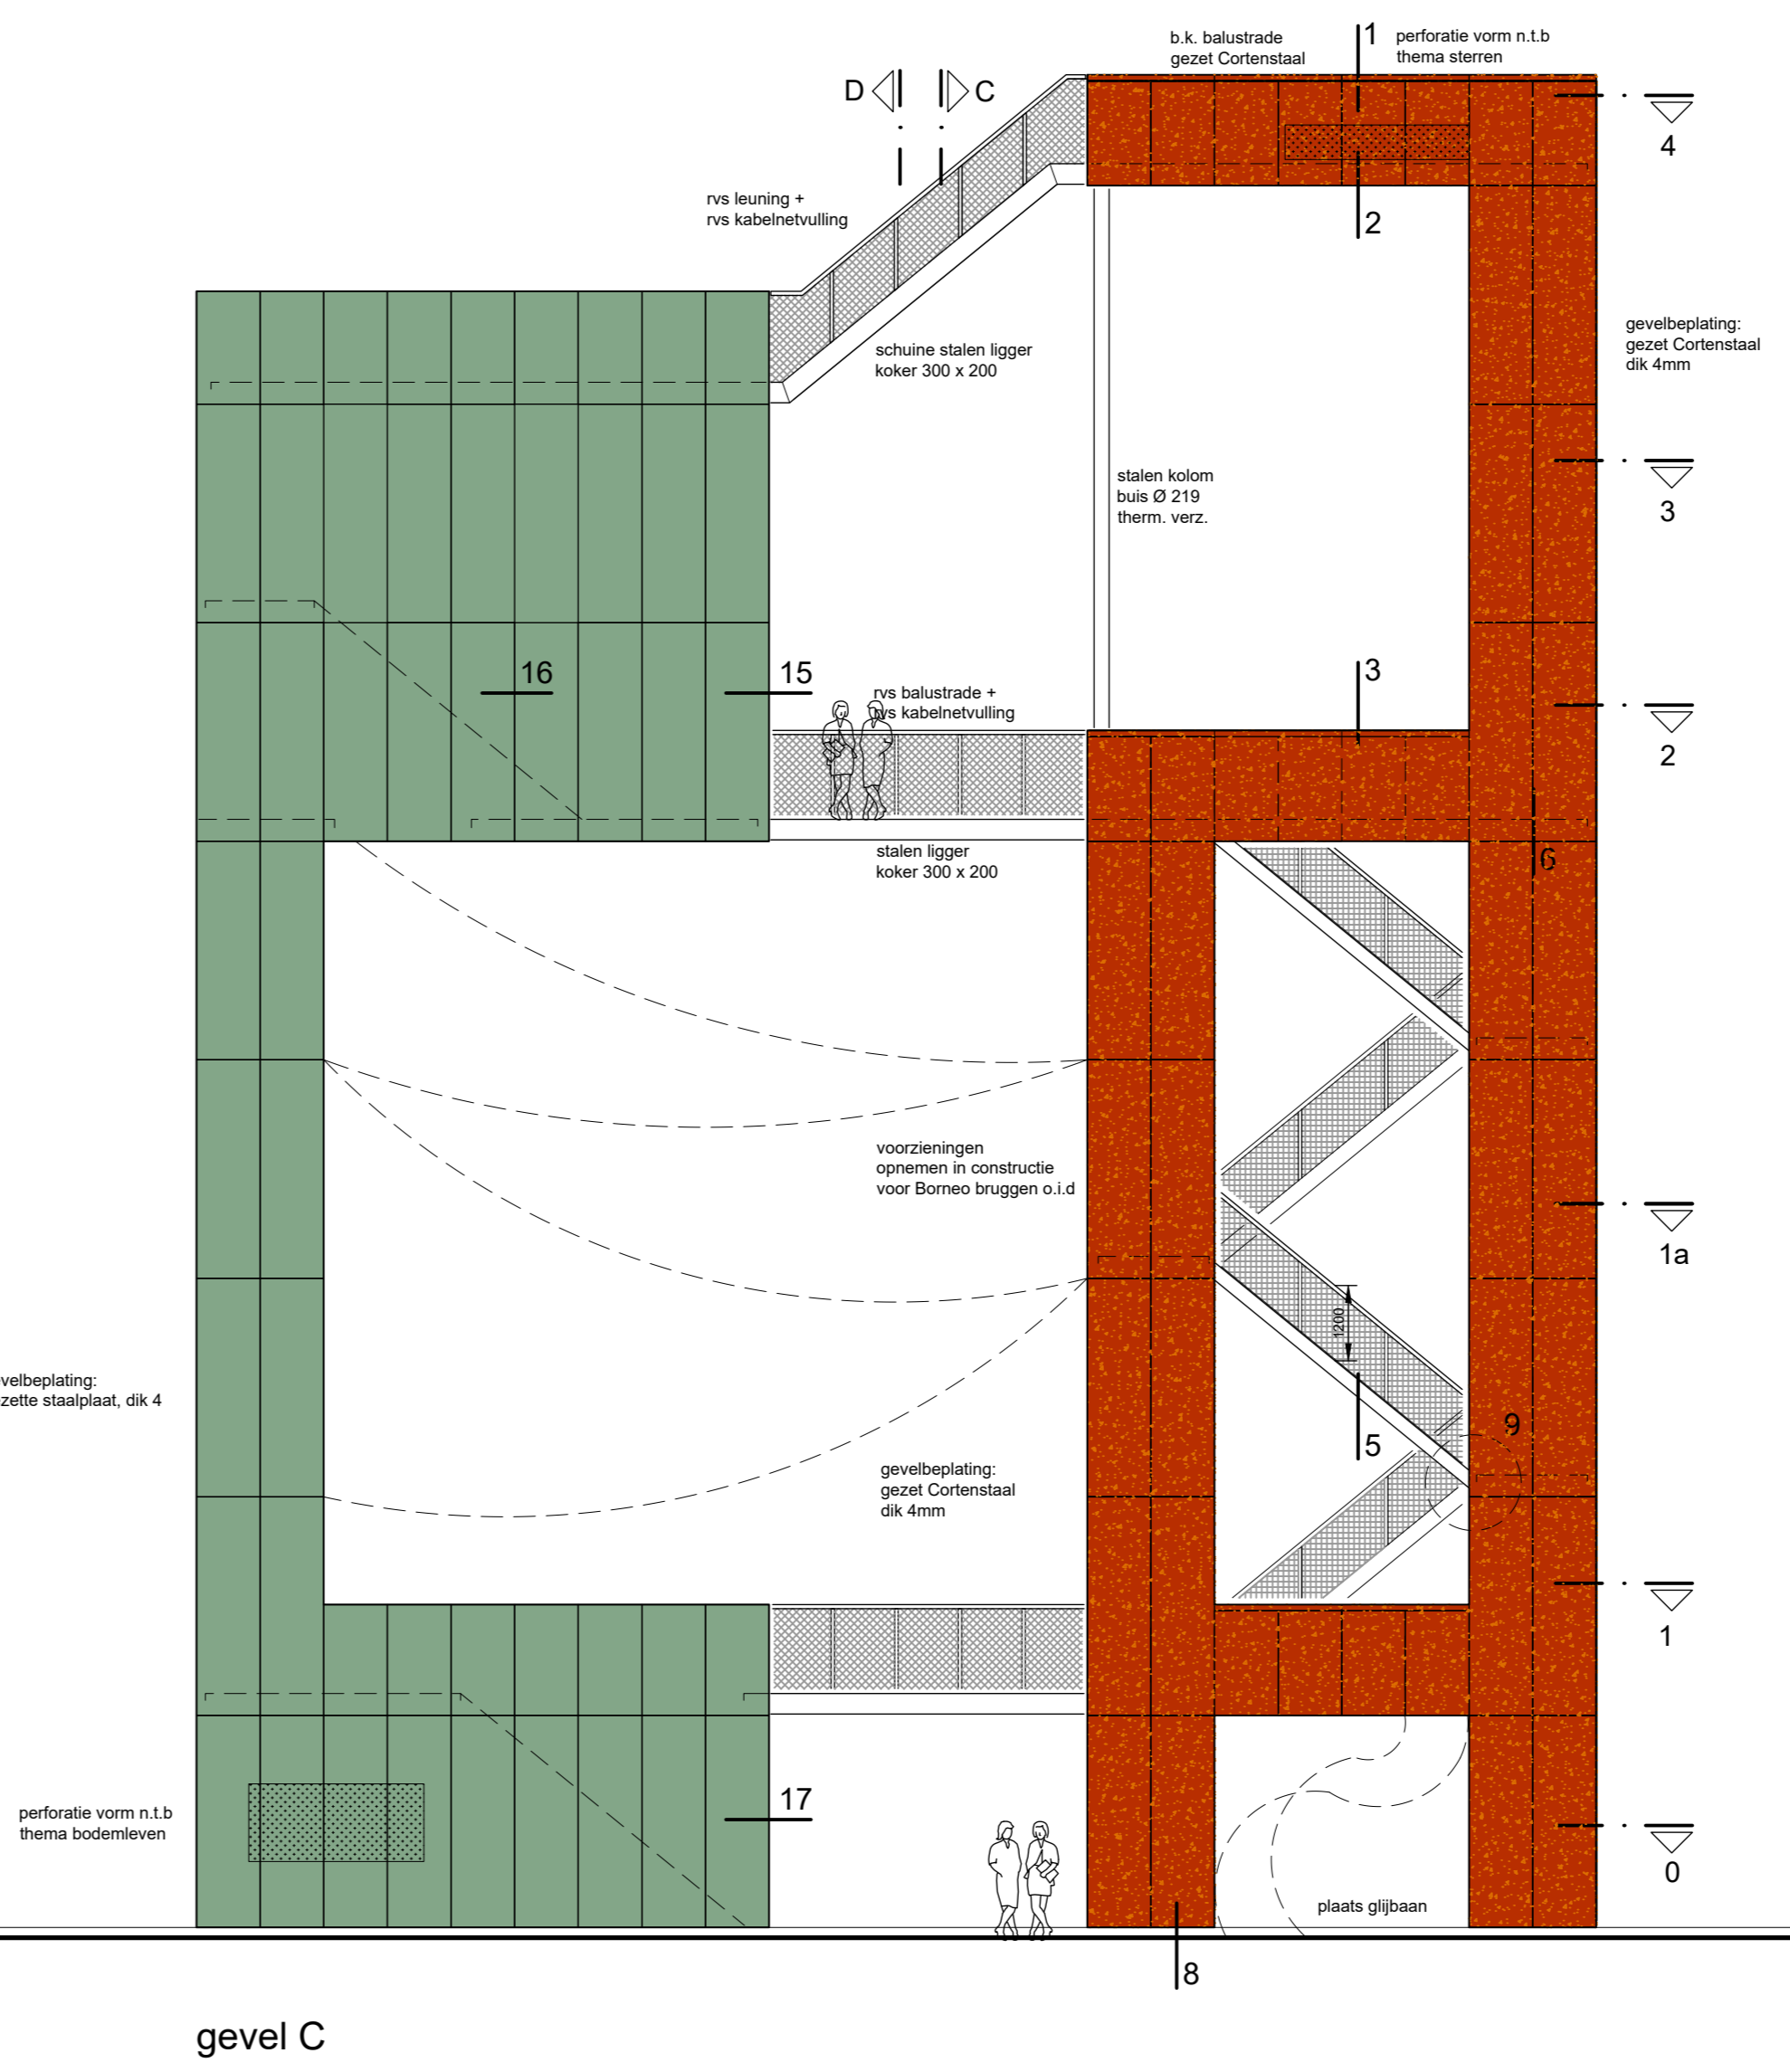 b.k. balustrade
gezet Cortenstaal
1
perforatie vorm n.t.b
thema sterren
D
C
4
rvs leuning +
rvs kabelnetvulling
2
gevelbeplating:
gezet Cortenstaal
dik 4mm
schuine stalen ligger
koker 300 x 200
stalen kolom
buis Ø 219
therm. verz.
3
16
15
rvs balustrade +
rvs kabelnetvulling
3
2
stalen ligger
koker 300 x 200
6
voorzieningen
opnemen in constructie
voor Borneo bruggen o.i.d
1a
1200
velbeplating:
zette staalplaat, dik 4
9
5
gevelbeplating:
gezet Cortenstaal
dik 4mm
1
17
perforatie vorm n.t.b
thema bodemleven
0
plaats glijbaan
8
gevel C